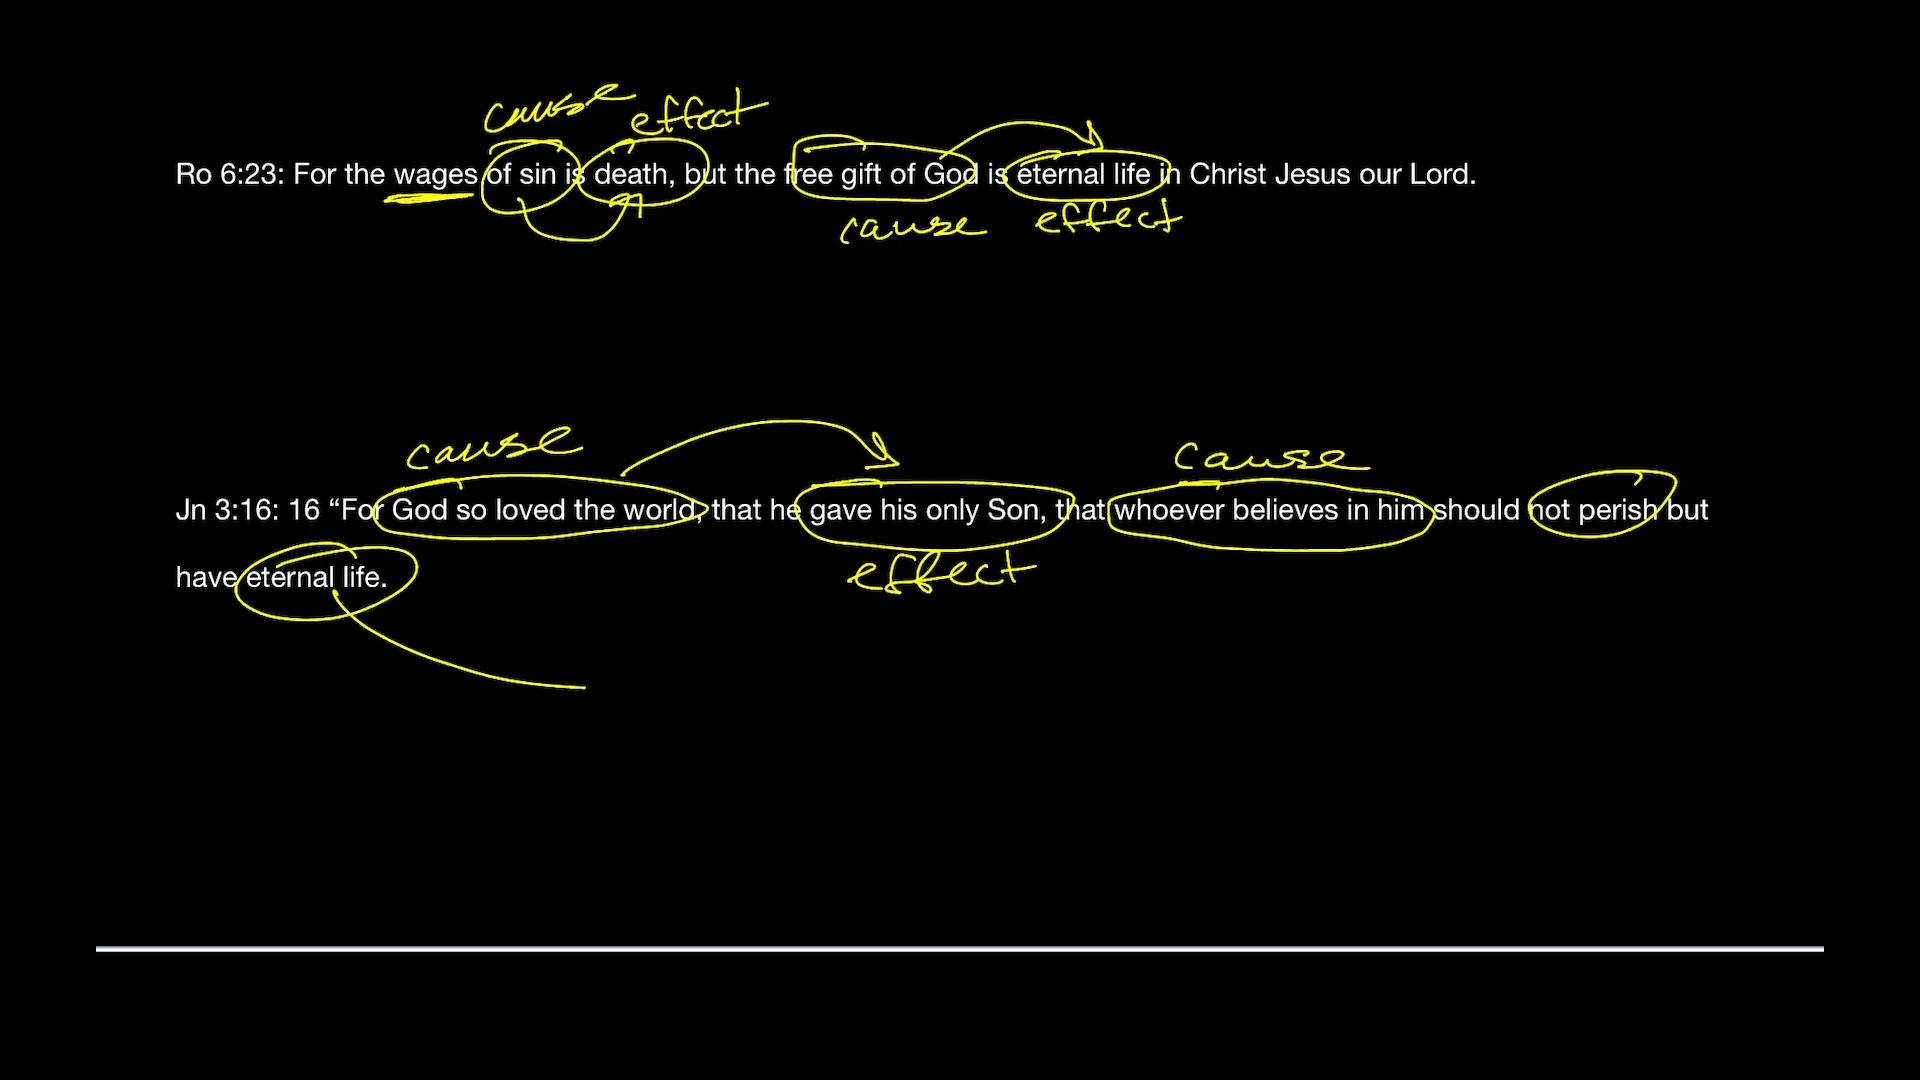 cause effect
Ro 6:23: For the wages of sin is death, but the free gift of God is eternal life in Christ Jesus our Lord.
cause effect
cause cause
Jn 3:16: 16 “For God so loved the world, that he gave his only Son, that whoever believes in him should not perish but
have eternal life.
effect